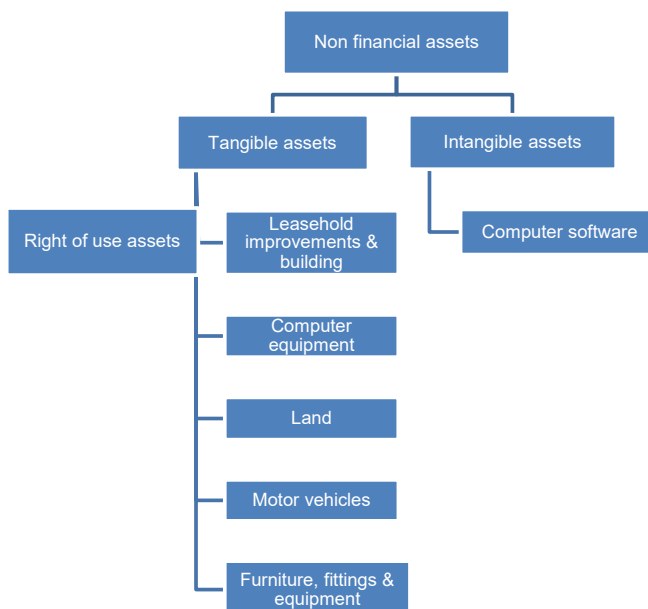 Non financial assets
Tangible assets
Intangible assets
Right of use assets
Leasehold
improvements &
building
Computer software
Computer
equipment
Land
Motor vehicles
Furniture, fittings &
equipment